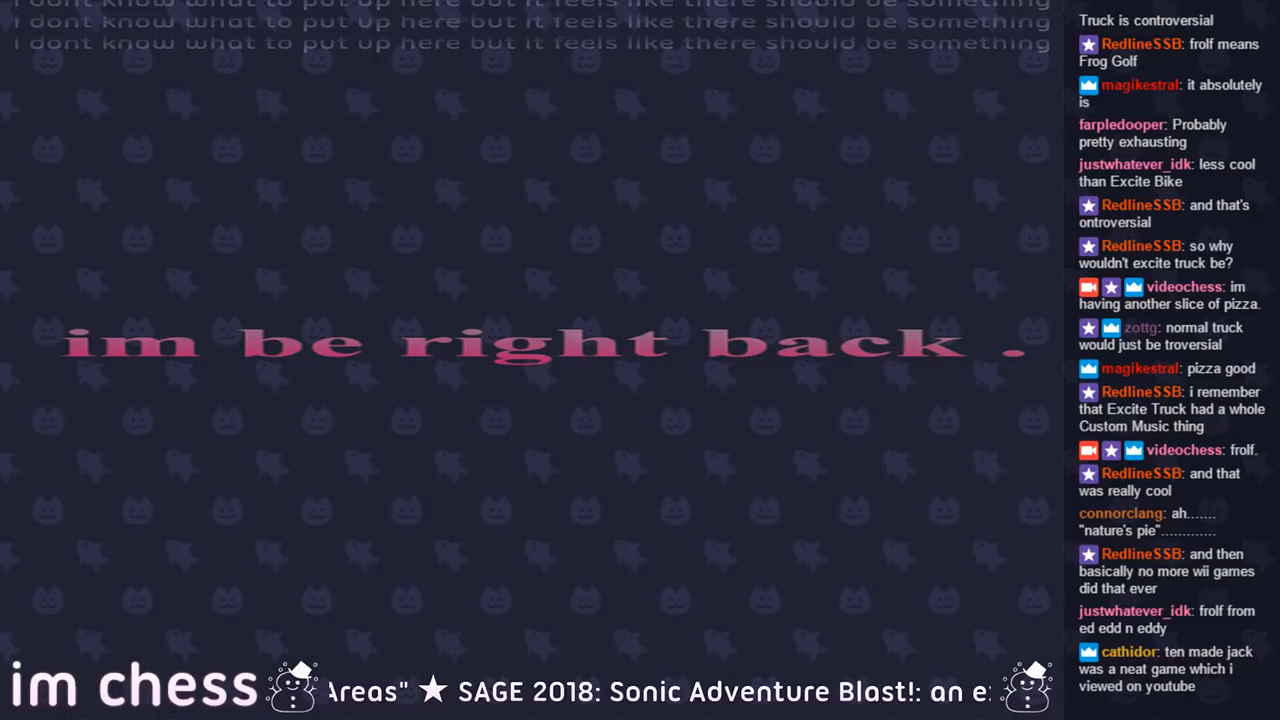 i dont know what to put up here but it feels like there should be something
i dont know what to put up here but it feels like there should be something
i dont know what to put up here but it feels like there should be something
im be right back .
im chess
Areas" ★ SAGE 2018: Sonic Adventure Blast!: an e
Truck is controversial
RedlineSSB: frolf means
Frog Golf
magikestral: it absolutely
is
farpledooper: Probably
pretty exhausting
justwhatever_idk: less cool
than Excite Bike
RedlineSSB: and that's
ontroversial
RedlineSSB: so why
wouldn't excite truck be?
videochess: im
having another slice of pizza.
zottg: normal truck
would just be troversial
magikestral: pizza good
RedlineSSB: i remember
that Excite Truck had a whole
Custom Music thing
videochess: frolf.
RedlineSSB: and that
was really cool
connorclang: ah.......
"nature's pie".............
RedlineSSB: and then
basically no more wii games
did that ever
justwhatever_idk: frolf from
ed edd n eddy
cathidor: ten made jack
was a neat game which i
viewed on youtube